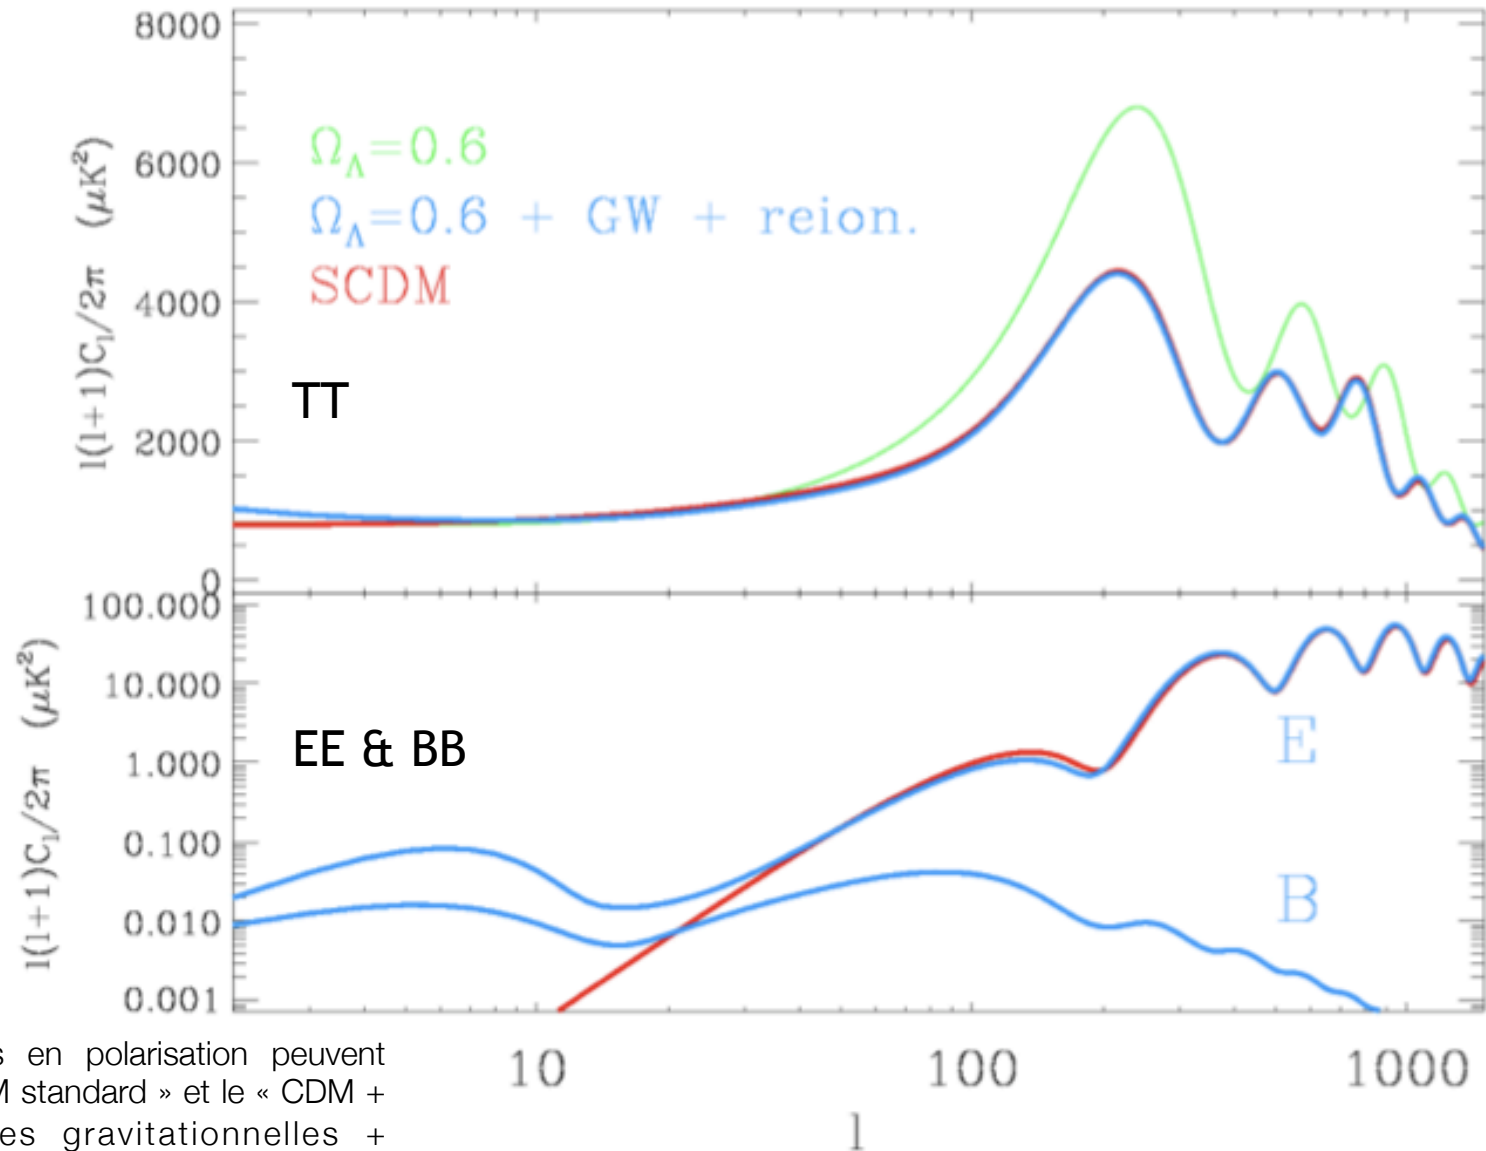 8000
6000
4000
2000
0
l(l+1)C_l/2π (μK²)
Ω_Λ=0.6
Ω_Λ=0.6 + GW + reion.
SCDM
TT
100.000
10.000
1.000
0.100
0.010
0.001
l(l+1)C_l/2π (μK²)
EE & BB
E
B
10 100 1000
l
s en polarisation peuvent
M standard » et le « CDM +
es gravitationnelles +